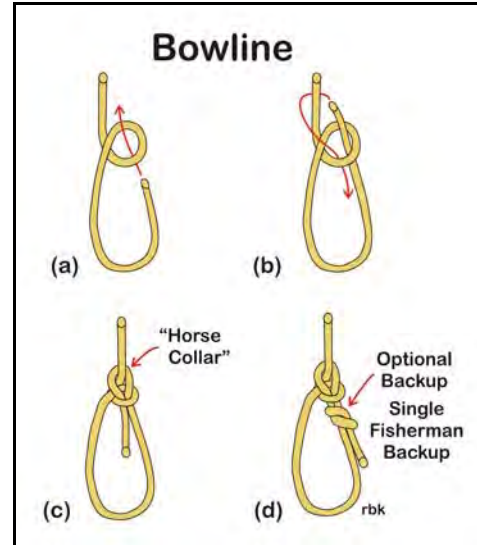 Bowline
(a)
(b)
“Horse
Collar”
(c)
Optional
Backup
Single
Fisherman
Backup
(d)
rbk